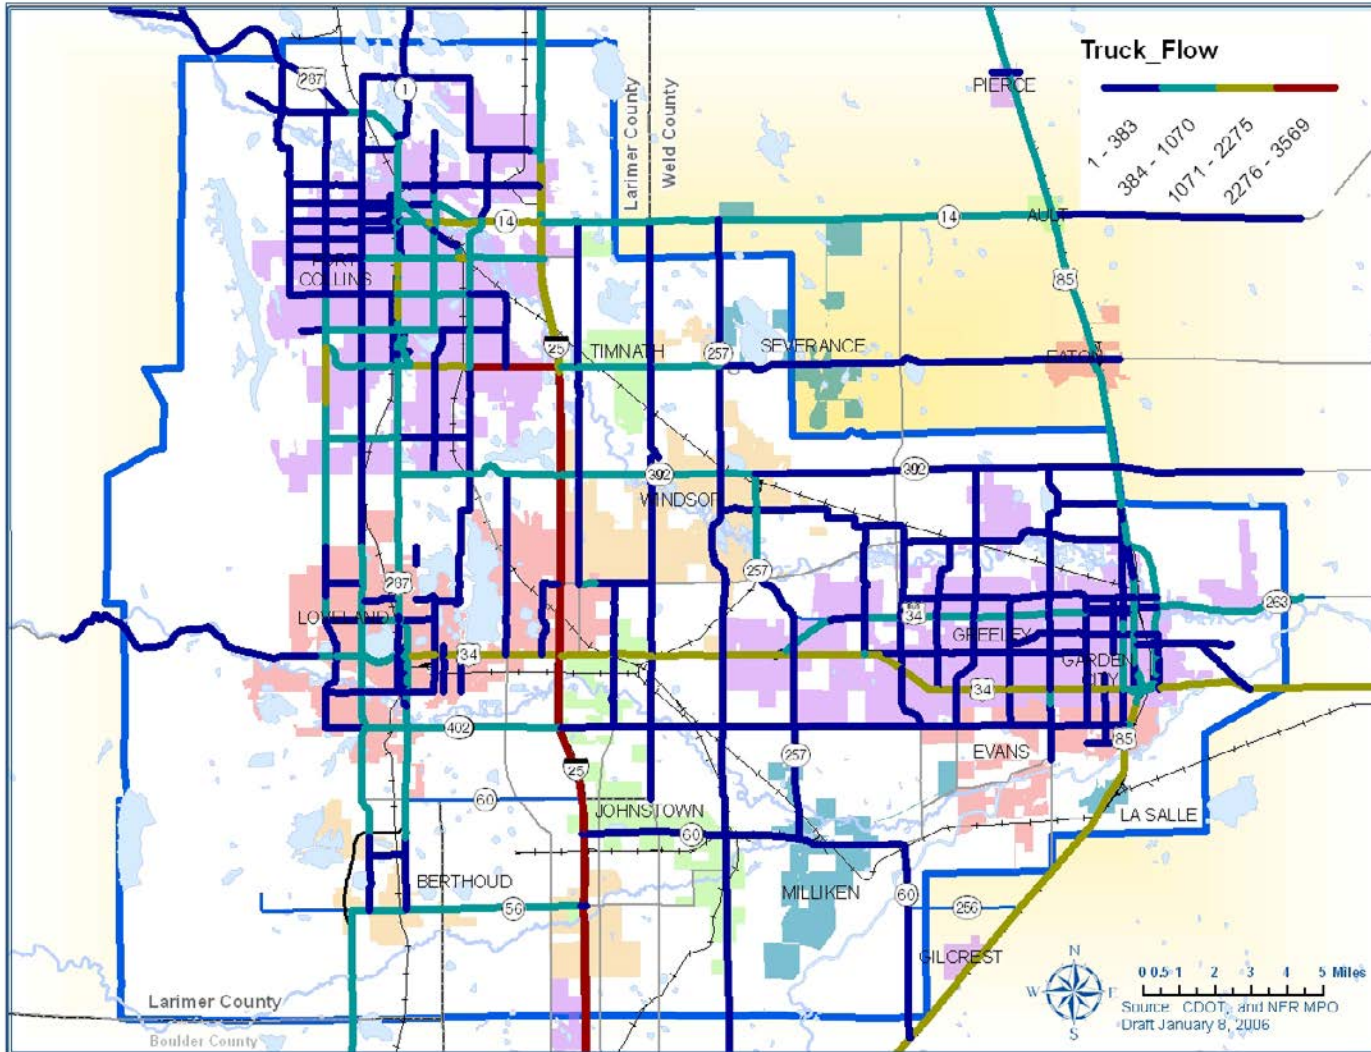 Truck_Flow
1 - 383
384 - 1070
1071 - 2275
2276 - 3569
287
1
Larimer County
Weld County
PIERCE
14
14
AULT
FORT
COLLINS
85
25
TIMNATH
257
SEVERANCE
EATON
392
392
WINDSOR
287
257
34
263
LOVELAND
34
GREELEY
GARDEN
CITY
34
402
85
257
EVANS
25
60
JOHNSTOWN
60
LA SALLE
BERTHOUD
MILLIKEN
60
56
256
GILCREST
N
W
E
S
0 0.5 1 2 3 4 5 Miles
Source: CDOT, and NFR MPO
Draft January 8, 2006
Larimer County
Boulder County